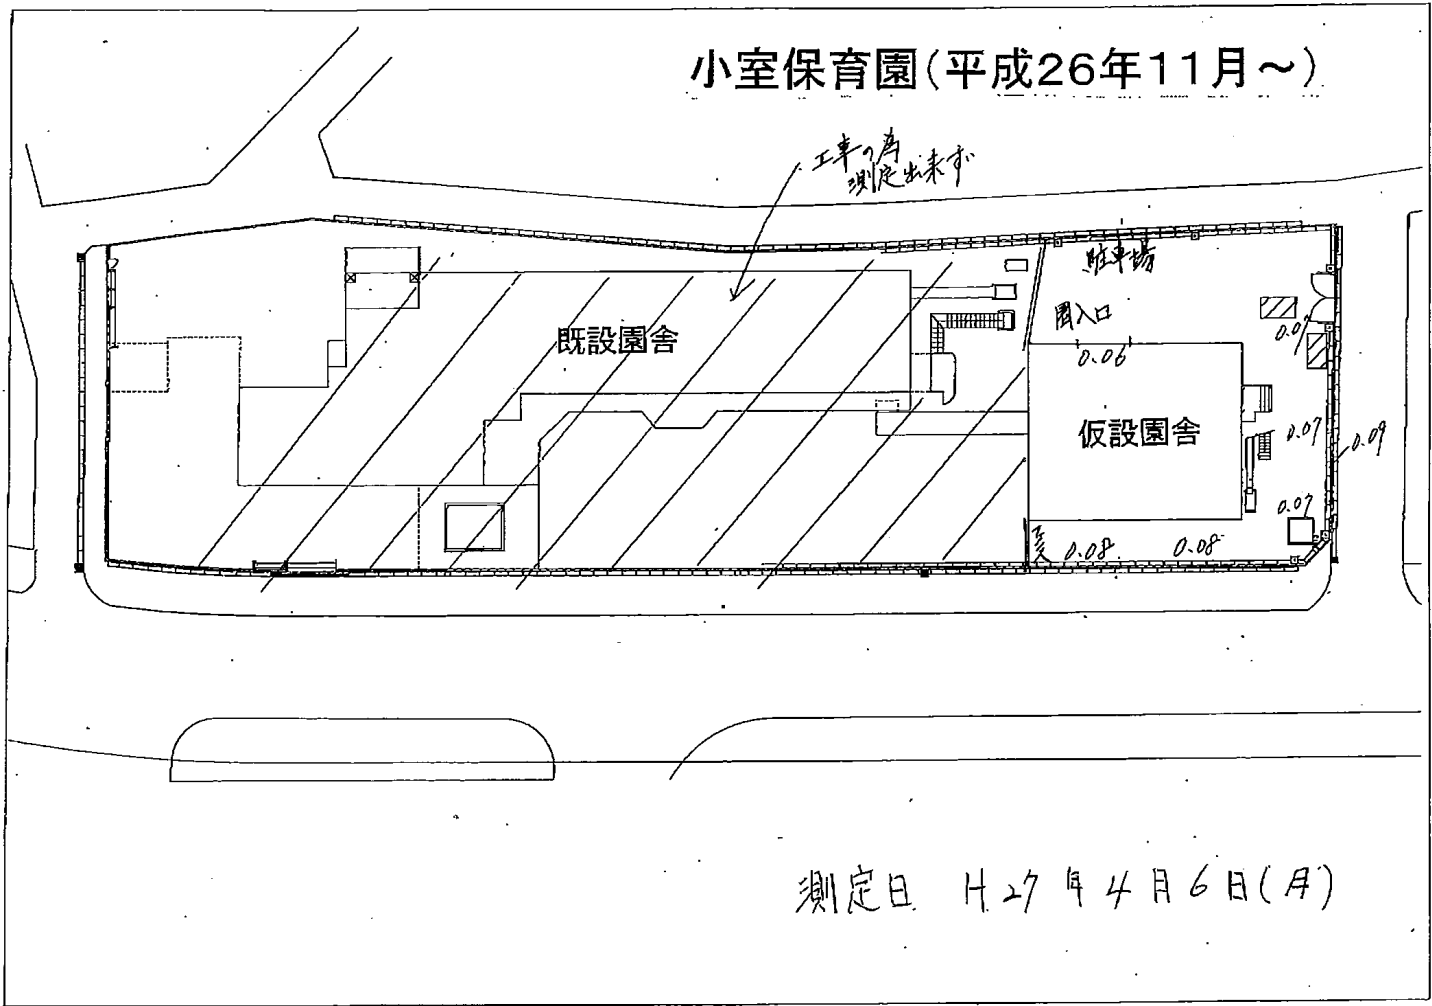 小室保育園(平成26年11月～)
工事の為
測定出来ず
駐車場
園入口
0.07
既設園舎
0.06
仮設園舎
0.07
0.09
0.07
0.08
0.08
測定日 H.27年4月6日(月)